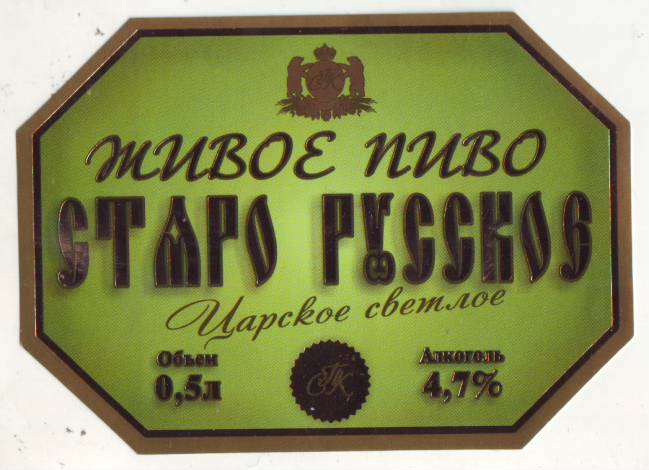 ЖИВОЕ ПИВО
СТАРО РУССКОЕ
Царское светлое
Объем
0,5л
Алкоголь
4,7%